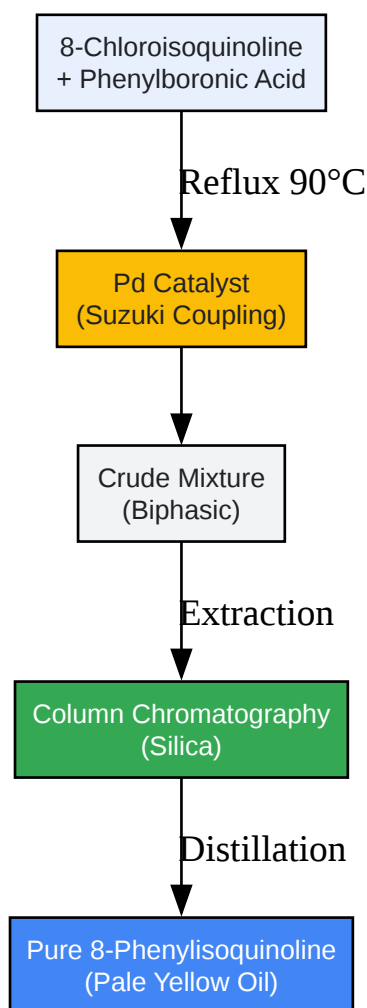 8-Chloroisoquinoline
+ Phenylboronic Acid
Reflux 90°C
Pd Catalyst
(Suzuki Coupling)
Crude Mixture
(Biphasic)
Extraction
Column Chromatography
(Silica)
Distillation
Pure 8-Phenylisoquinoline
(Pale Yellow Oil)